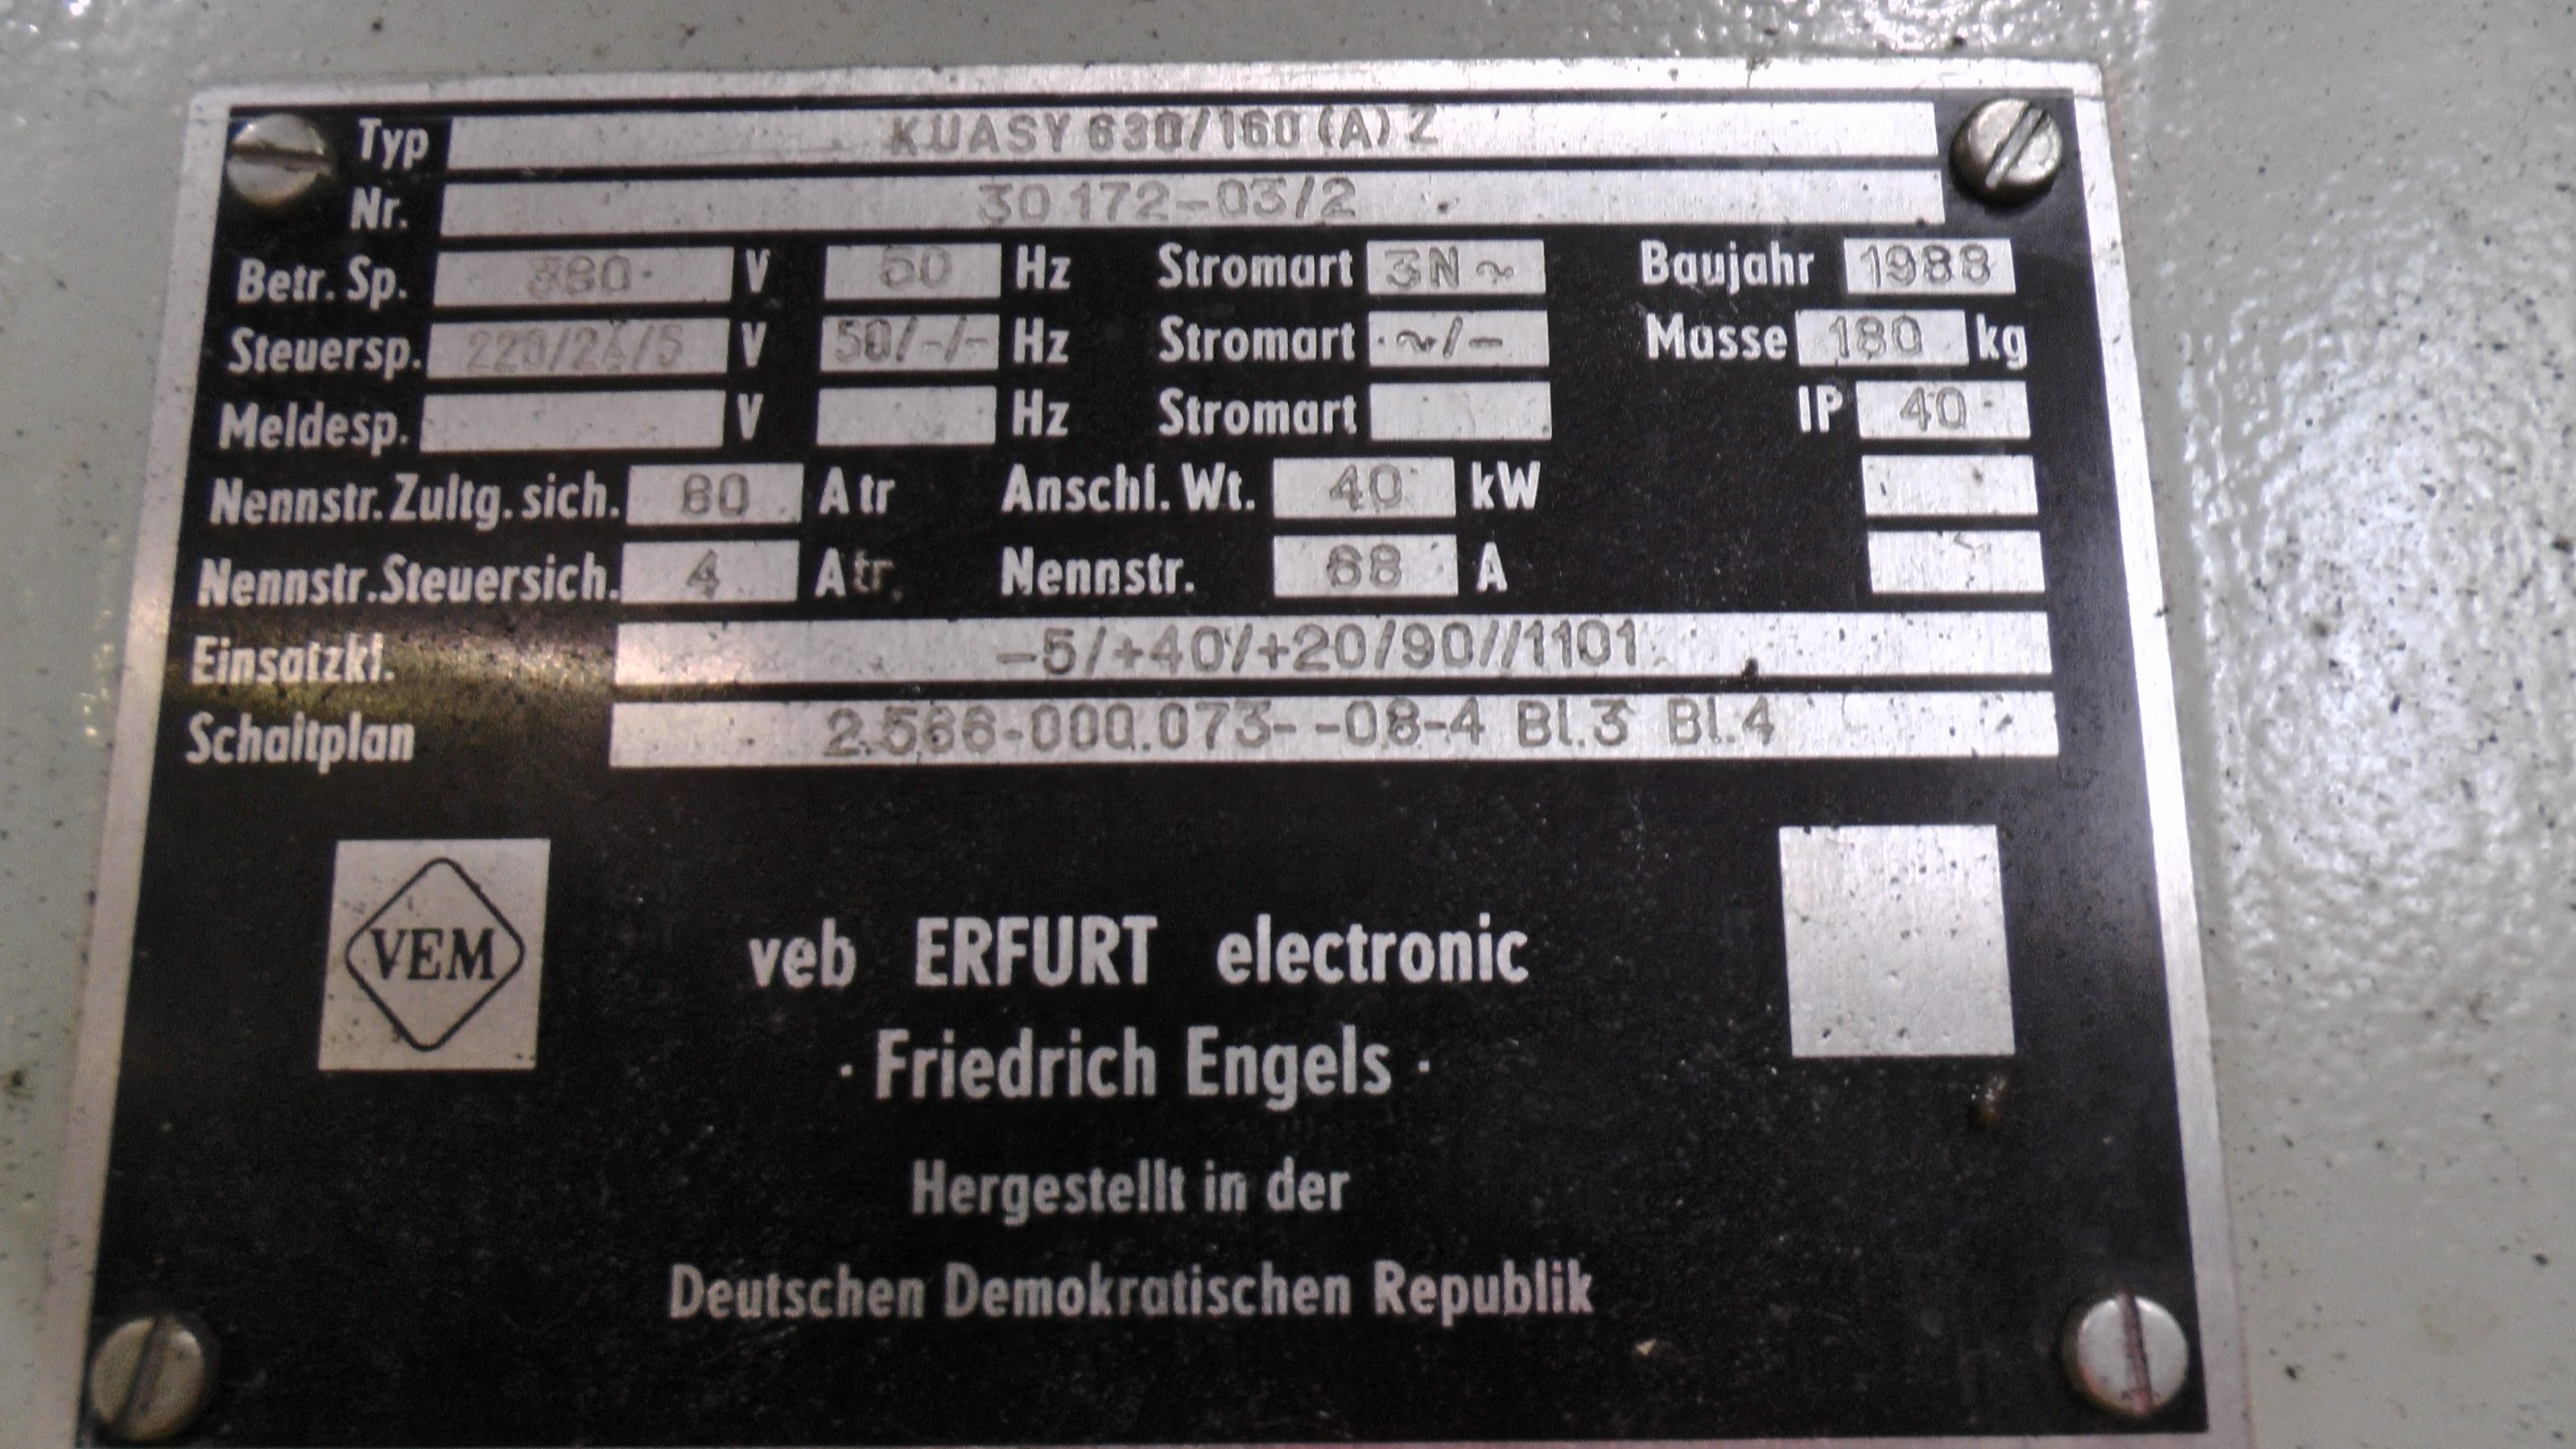 Typ KUASY 630/160 (A) Z
Nr. 30 172-03/2
Betr. Sp. 380 V 50 Hz Stromart 3N~ Baujahr 1988
Steuersp. 220/24/5 V 50/-/- Hz Stromart ~/- Masse 180 kg
Meldesp. V Hz Stromart IP 40
Nennstr. Zultg. sich. 80 A tr Anschl. Wt. 40 kW
Nennstr. Steuersich. 4 A tr. Nennstr. 68 A
Einsatzkl. -5/+40/+20/90//1101
Schaltplan 2.566-000.073- -08-4 Bl.3 Bl.4
VEM
veb ERFURT electronic
· Friedrich Engels ·
Hergestellt in der
Deutschen Demokratischen Republik